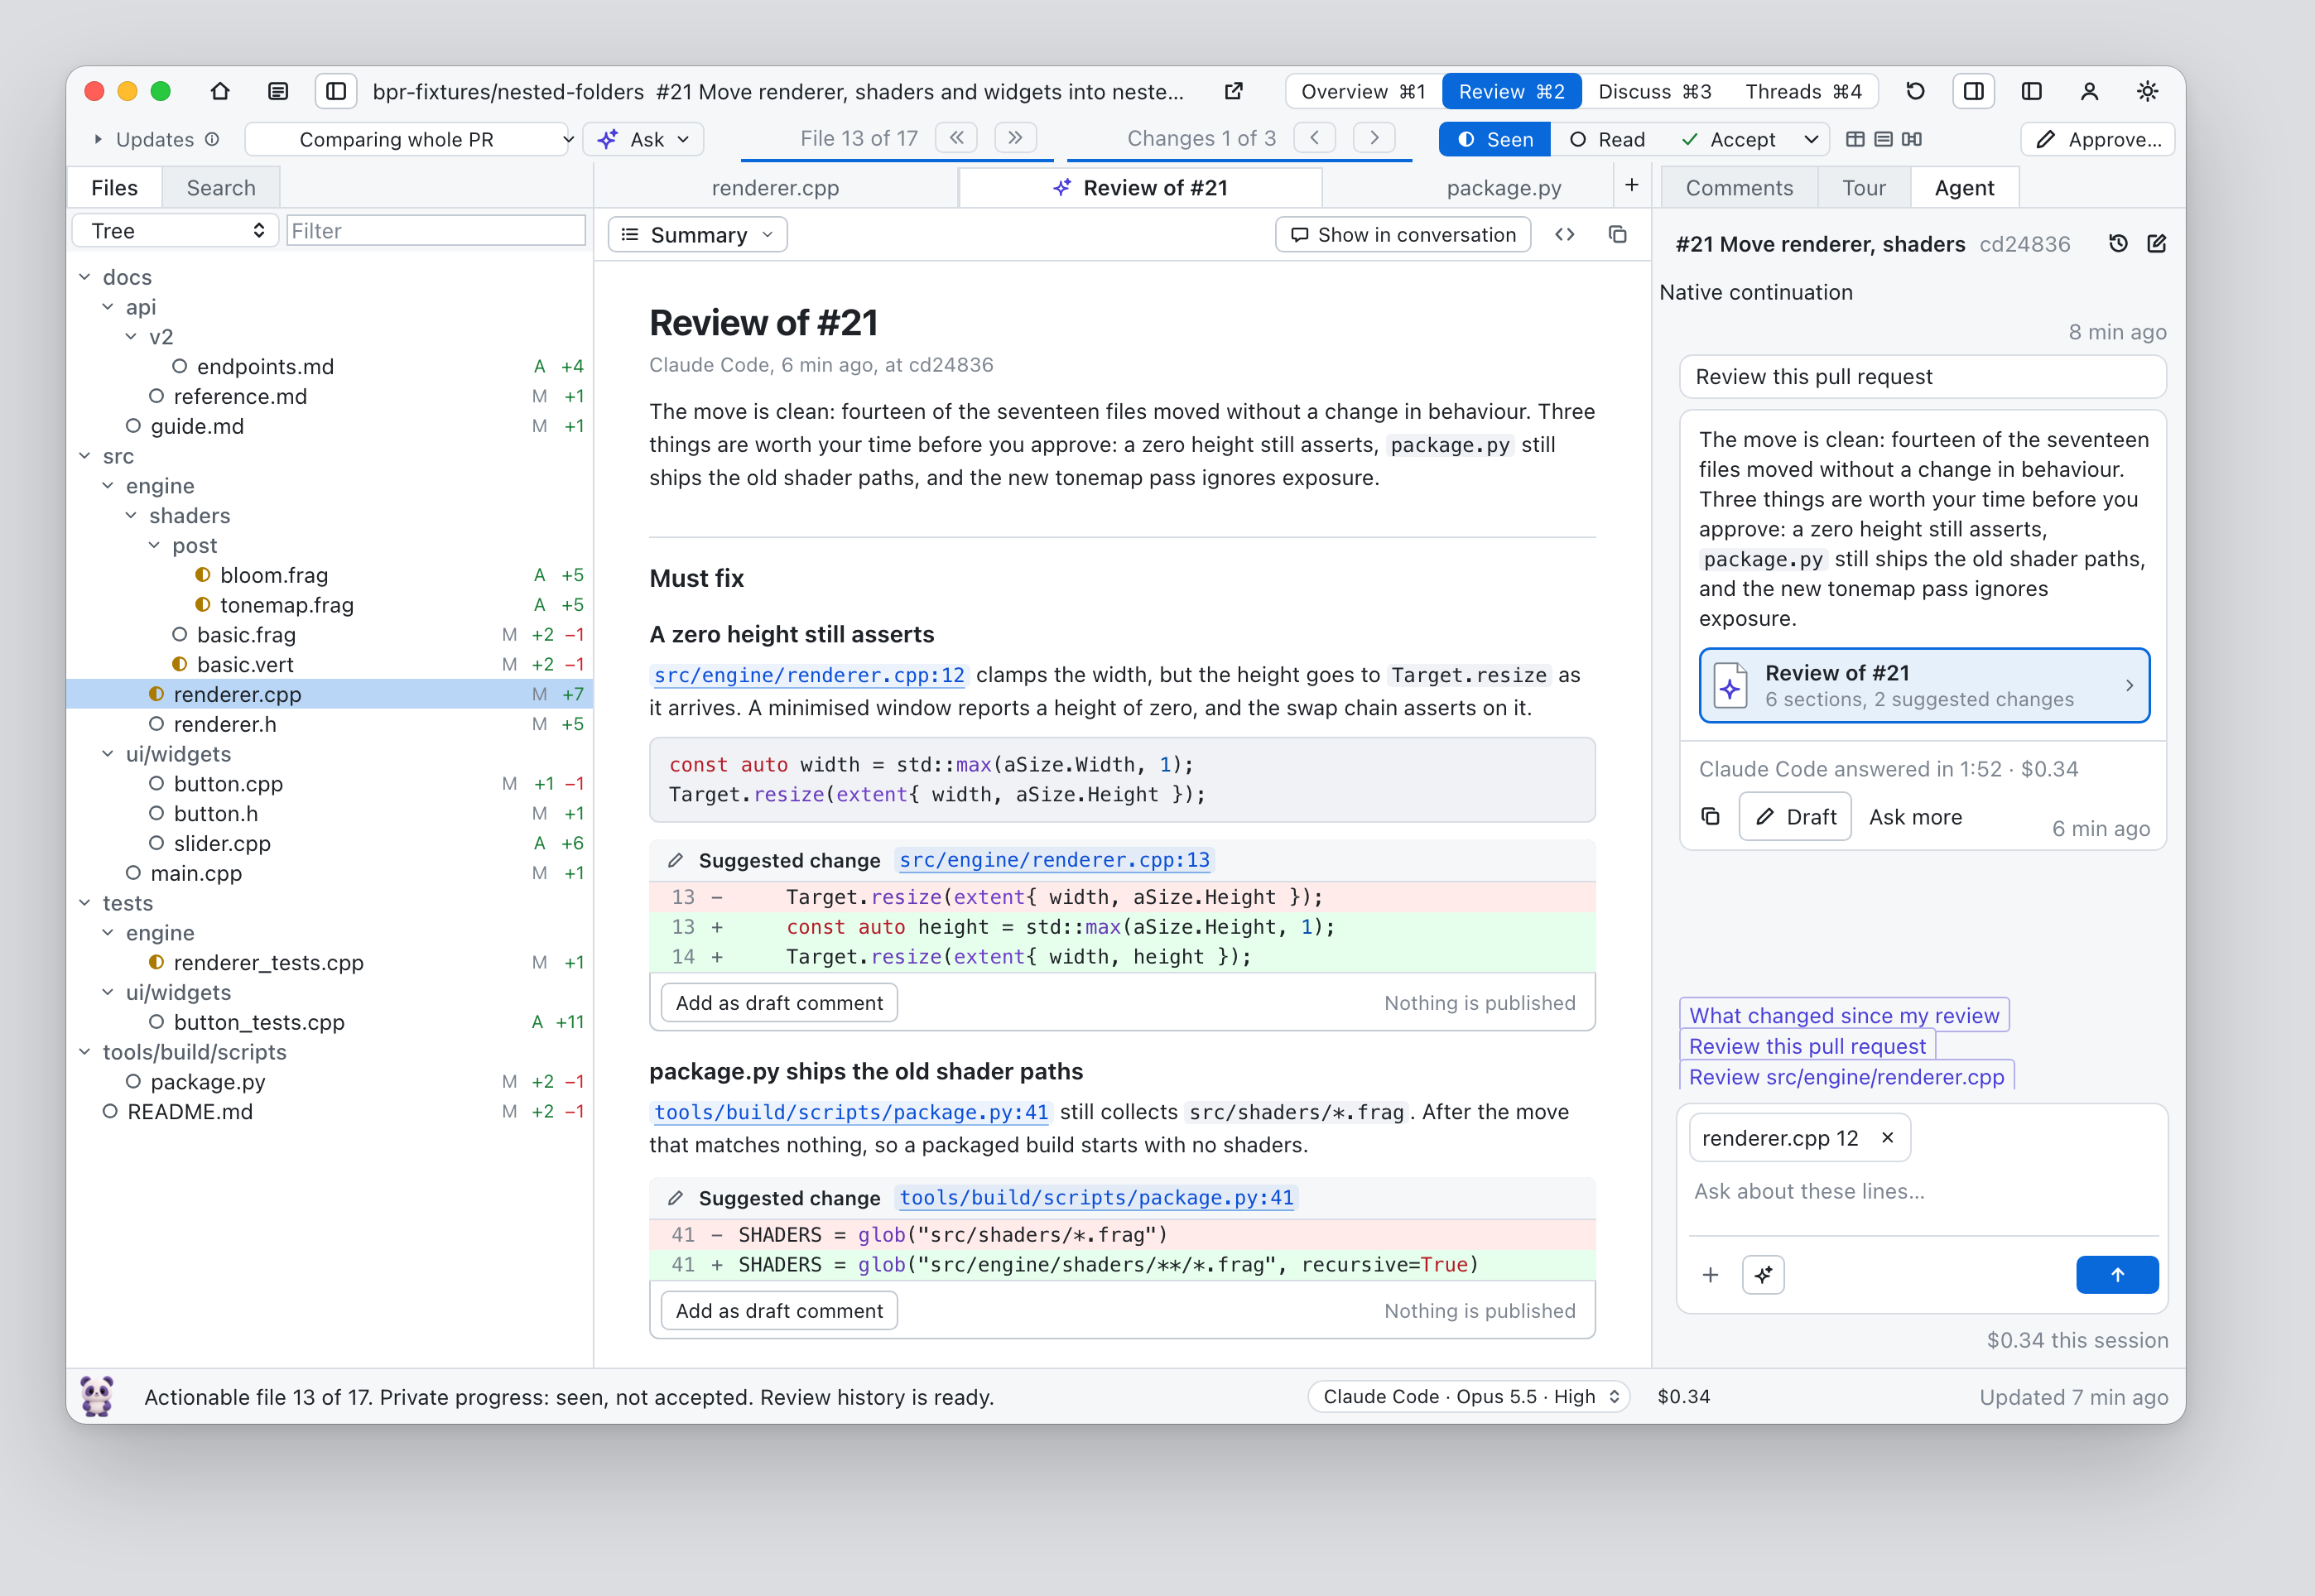 bpr-fixtures/nested-folders #21 Move renderer, shaders and widgets into neste...
Overview ⌘1 Review ⌘2 Discuss ⌘3 Threads ⌘4
Updates Comparing whole PR Ask File 13 of 17 Changes 1 of 3 Seen Read Accept Approve...
Files Search
Tree Filter
docs
api
v2
endpoints.md A +4
reference.md M +1
guide.md M +1
src
engine
shaders
post
bloom.frag A +5
tonemap.frag A +5
basic.frag M +2 −1
basic.vert M +2 −1
renderer.cpp M +7
renderer.h M +5
ui/widgets
button.cpp M +1 −1
button.h M +1
slider.cpp A +6
main.cpp M +1
tests
engine
renderer_tests.cpp M +1
ui/widgets
button_tests.cpp A +11
tools/build/scripts
package.py M +2 −1
README.md M +2 −1
renderer.cpp Review of #21 package.py +
Summary Show in conversation
Review of #21
Claude Code, 6 min ago, at cd24836
The move is clean: fourteen of the seventeen files moved without a change in behaviour. Three
things are worth your time before you approve: a zero height still asserts, package.py still
ships the old shader paths, and the new tonemap pass ignores exposure.
Must fix
A zero height still asserts
src/engine/renderer.cpp:12 clamps the width, but the height goes to Target.resize as
it arrives. A minimised window reports a height of zero, and the swap chain asserts on it.
const auto width = std::max(aSize.Width, 1);
Target.resize(extent{ width, aSize.Height });
Suggested change src/engine/renderer.cpp:13
13 − Target.resize(extent{ width, aSize.Height });
13 + const auto height = std::max(aSize.Height, 1);
14 + Target.resize(extent{ width, height });
Add as draft comment Nothing is published
package.py ships the old shader paths
tools/build/scripts/package.py:41 still collects src/shaders/*.frag. After the move
that matches nothing, so a packaged build starts with no shaders.
Suggested change tools/build/scripts/package.py:41
41 − SHADERS = glob("src/shaders/*.frag")
41 + SHADERS = glob("src/engine/shaders/**/*.frag", recursive=True)
Add as draft comment Nothing is published
Comments Tour Agent
#21 Move renderer, shaders cd24836
Native continuation
8 min ago
Review this pull request
The move is clean: fourteen of the seventeen
files moved without a change in behaviour.
Three things are worth your time before you
approve: a zero height still asserts,
package.py still ships the old shader paths,
and the new tonemap pass ignores
exposure.
Review of #21
6 sections, 2 suggested changes
Claude Code answered in 1:52 · $0.34
Draft Ask more 6 min ago
What changed since my review
Review this pull request
Review src/engine/renderer.cpp
renderer.cpp 12 ×
Ask about these lines...
$0.34 this session
Actionable file 13 of 17. Private progress: seen, not accepted. Review history is ready.
Claude Code · Opus 5.5 · High $0.34 Updated 7 min ago